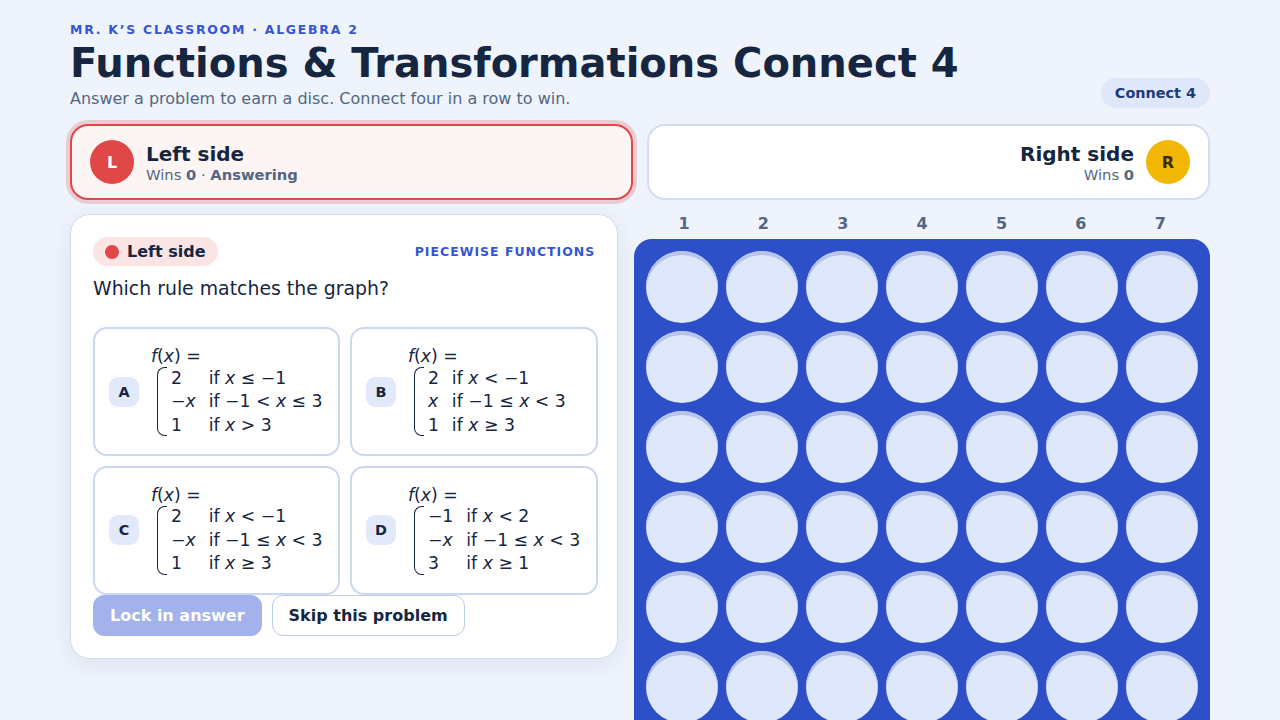 MR. K’S CLASSROOM · ALGEBRA 2
Functions & Transformations Connect 4
Answer a problem to earn a disc. Connect four in a row to win.
Connect 4
L
Left side
Wins 0 · Answering
Right side
Wins 0
R
Left side
PIECEWISE FUNCTIONS
Which rule matches the graph?
A
f(x) =
2 if x ≤ −1
−x if −1 < x ≤ 3
1 if x > 3
B
f(x) =
2 if x < −1
x if −1 ≤ x < 3
1 if x ≥ 3
C
f(x) =
2 if x < −1
−x if −1 ≤ x < 3
1 if x ≥ 3
D
f(x) =
−1 if x < 2
−x if −1 ≤ x < 3
3 if x ≥ 1
Lock in answer
Skip this problem
1 2 3 4 5 6 7